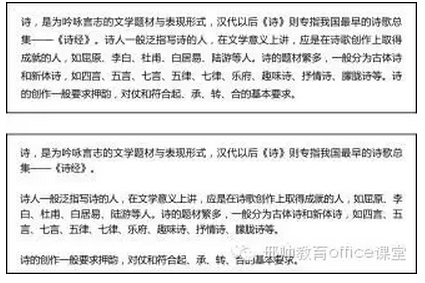 诗，是为吟咏言志的文学题材与表现形式，汉代以后《诗》则专指我国最早的诗歌总
集——《诗经》。诗人一般泛指写诗的人，在文学意义上讲，应是在诗歌创作上取得
成就的人，如屈原、李白、杜甫、白居易、陆游等人。诗的题材繁多，一般分为古体诗
和新体诗，如四言、五言、七言、五律、七律、乐府、趣味诗、抒情诗、朦胧诗等。诗
的创作一般要求押韵，对仗和符合起、承、转、合的基本要求。
诗，是为吟咏言志的文学题材与表现形式，汉代以后《诗》则专指我国最早的诗歌总
集——《诗经》。
诗人一般泛指写诗的人，在文学意义上讲，应是在诗歌创作上取得成就的人，如屈原、李
白、杜甫、白居易、陆游等人。诗的题材繁多，一般分为古体诗和新体诗，如四言、五
言、七言、五律、七律、乐府、趣味诗、抒情诗、朦胧诗等。
诗的创作一般要求押韵，对仗和符合起、承、转、合的基本要求。
邢帅教育office课堂